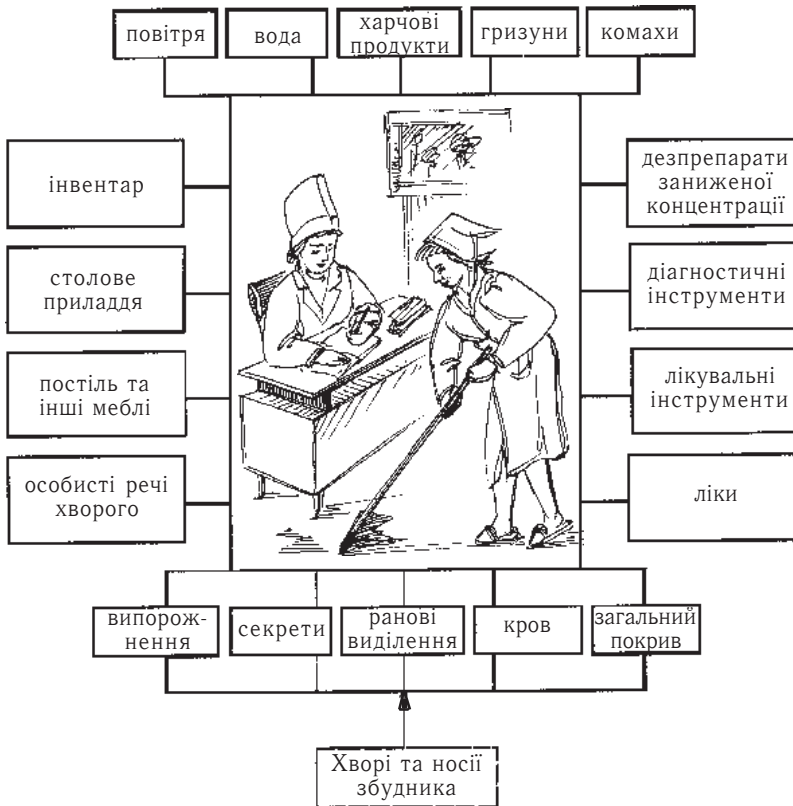 повітря
вода
харчові
продукти
гризуни
комахи
інвентар
столове
приладдя
постіль та
інші меблі
особисті речі
хворого
дезпрепарати
заниженої
концентрації
діагностичні
інструменти
лікувальні
інструменти
ліки
випорож-
нення
секрети
ранові
виділення
кров
загальний
покрив
Хворі та носії
збудника